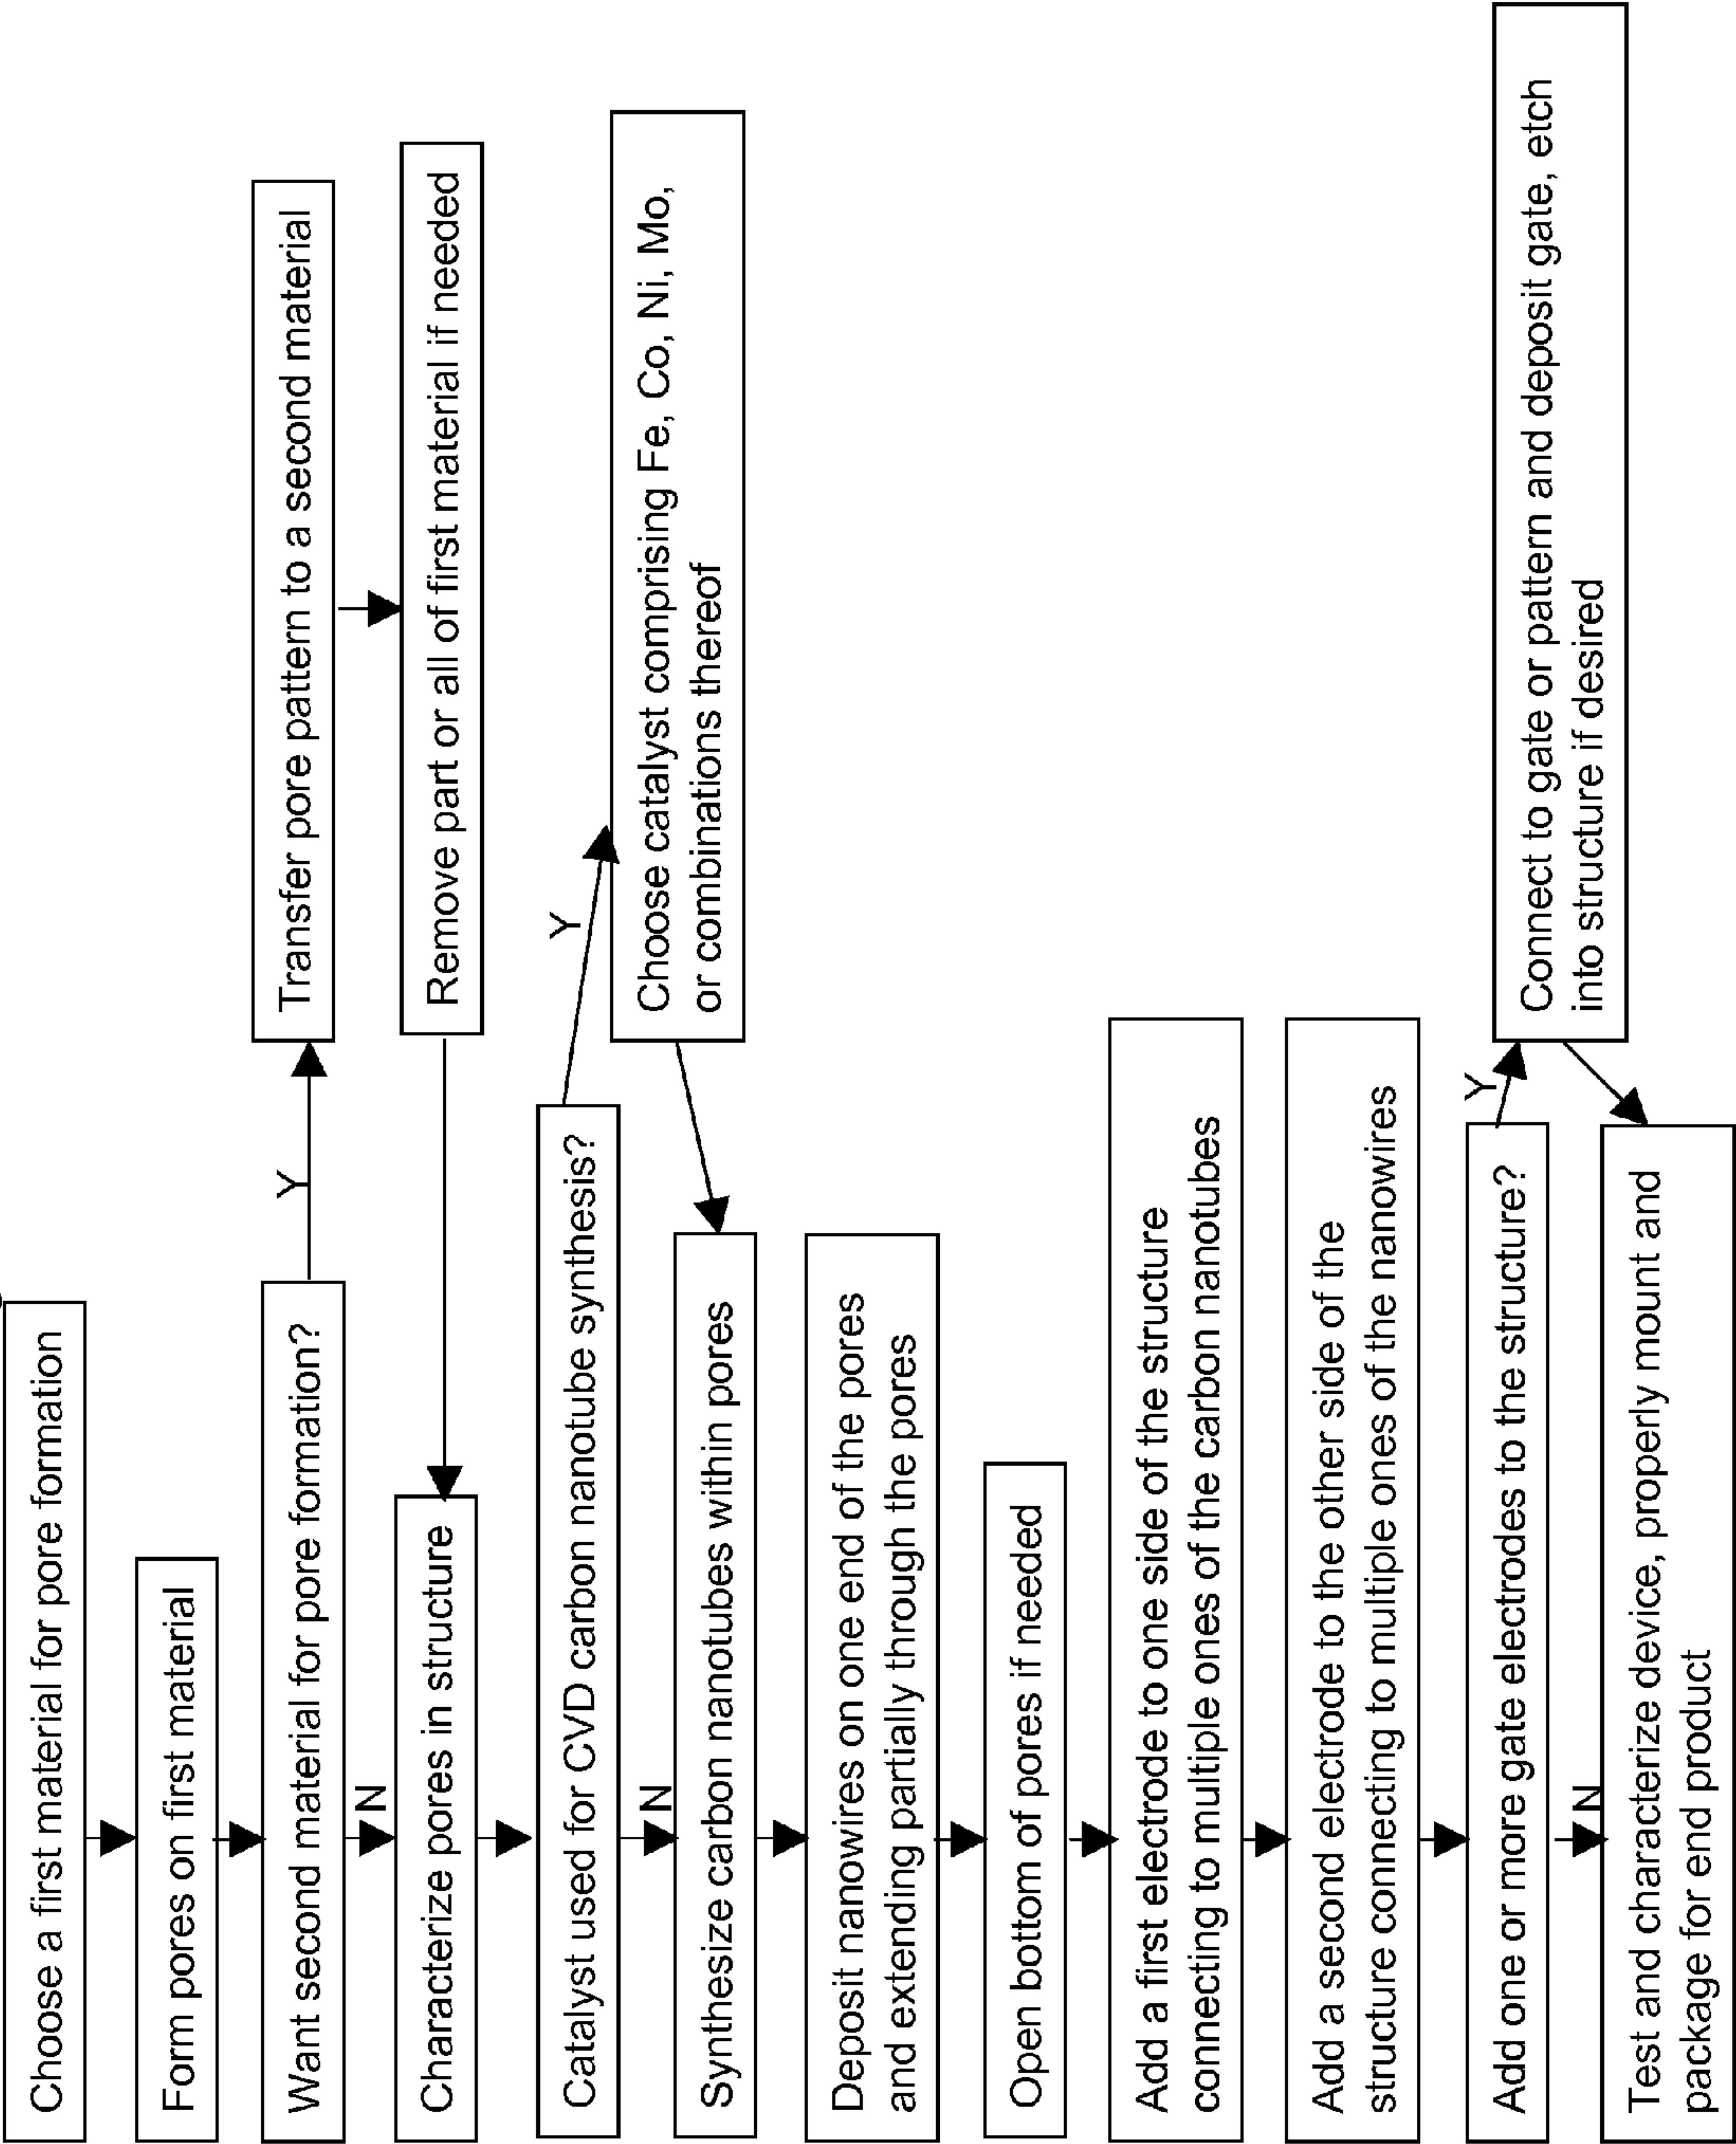 Choose a first material for pore formation
Form pores on first material
Want second material for pore formation?
Y
Transfer pore pattern to a second material
Remove part or all of first material if needed
N
Characterize pores in structure
Catalyst used for CVD carbon nanotube synthesis?
Y
Choose catalyst comprising Fe, Co, Ni, Mo,
or combinations thereof
N
Synthesize carbon nanotubes within pores
Deposit nanowires on one end of the pores
and extending partially through the pores
Open bottom of pores if needed
Add a first electrode to one side of the structure
connecting to multiple ones of the carbon nanotubes
Add a second electrode to the other side of the
structure connecting to multiple ones of the nanowires
Add one or more gate electrodes to the structure?
Y
Connect to gate or pattern and deposit gate, etch
into structure if desired
N
Test and characterize device, properly mount and
package for end product